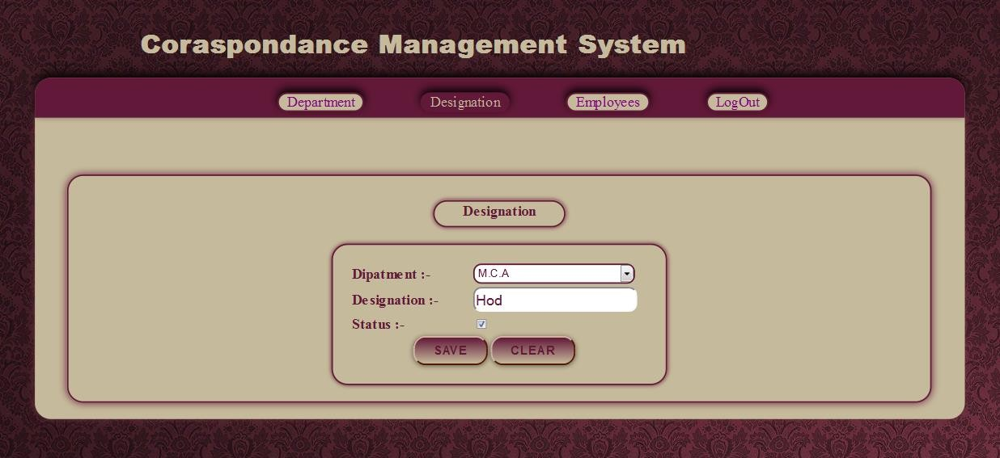 Coraspondance Management System
Department Designation Employees LogOut
Designation
Dipatment :- M.C.A
Designation :- Hod
Status :-
SAVE CLEAR